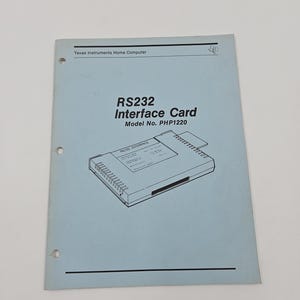 Texas Instruments Home Computer
RS232
Interface Card
Model No. PHP1220